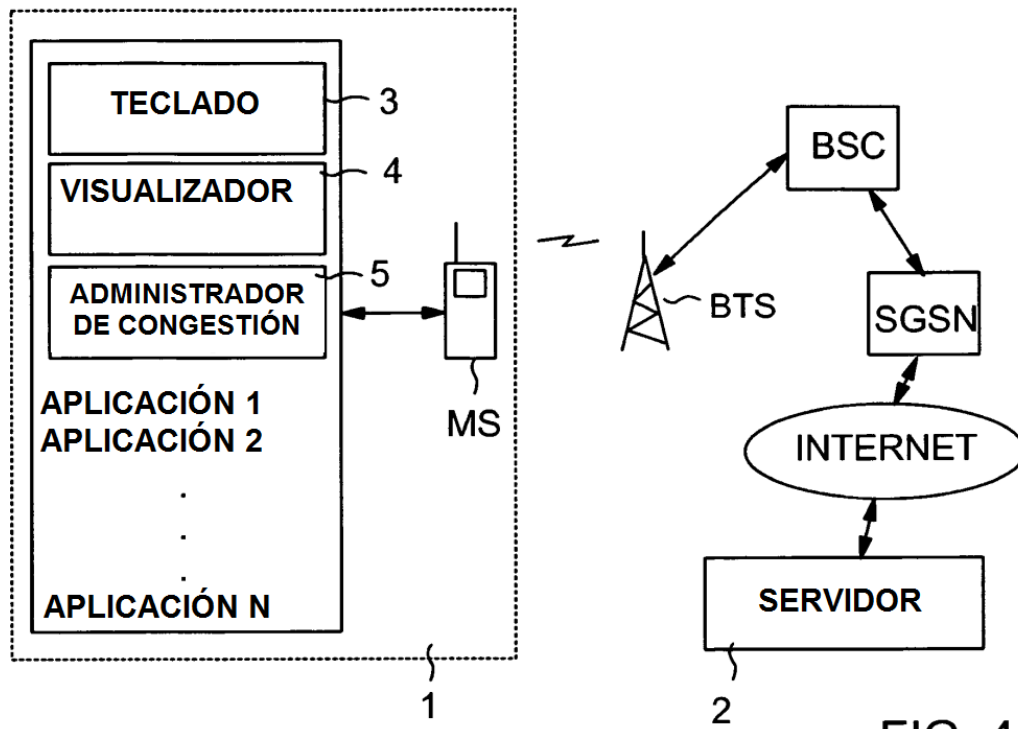 TECLADO
3
VISUALIZADOR
4
ADMINISTRADOR
DE CONGESTIÓN
5
APLICACIÓN 1
APLICACIÓN 2
.
.
.
APLICACIÓN N
MS
1
BTS
BSC
SGSN
INTERNET
SERVIDOR
2